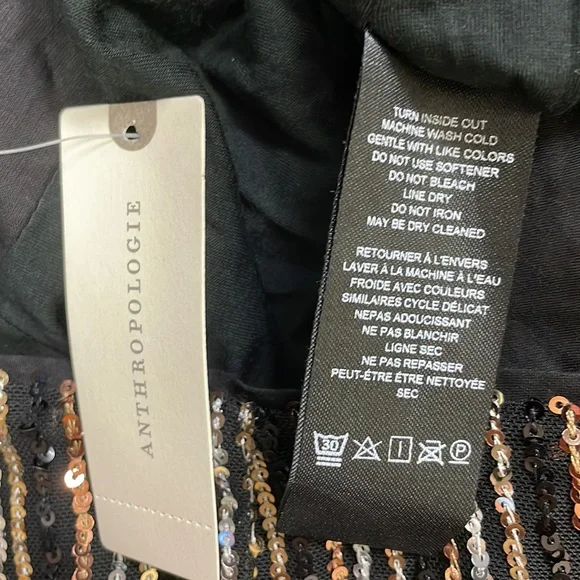 ANTHROPOLOGIE
TURN INSIDE OUT
MACHINE WASH COLD
GENTLE WITH LIKE COLORS
DO NOT USE SOFTENER
DO NOT BLEACH
LINE DRY
DO NOT IRON
MAY BE DRY CLEANED
RETOURNER À L'ENVERS
LAVER À LA MACHINE À L'EAU
FROIDE AVEC COULEURS
SIMILAIRES CYCLE DÉLICAT
NEPAS ADOUCISSANT
NE PAS BLANCHIR
LIGNE SEC
NE PAS REPASSER
PEUT-ÉTRE ÉTRE NETTOYÉE
SEC
30 P